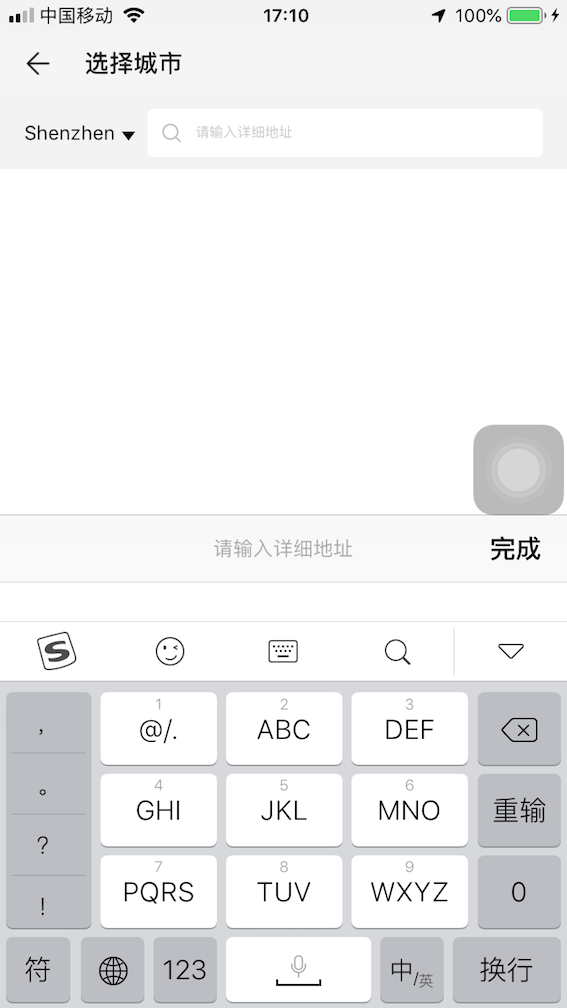 中国移动 17:10 100%
选择城市
Shenzhen 请输入详细地址
请输入详细地址 完成
S
1 2 3
， @/. ABC DEF
4 5 6
。 GHI JKL MNO 重输
7 8 9
? PQRS TUV WXYZ 0
!
符 123 中/英 换行